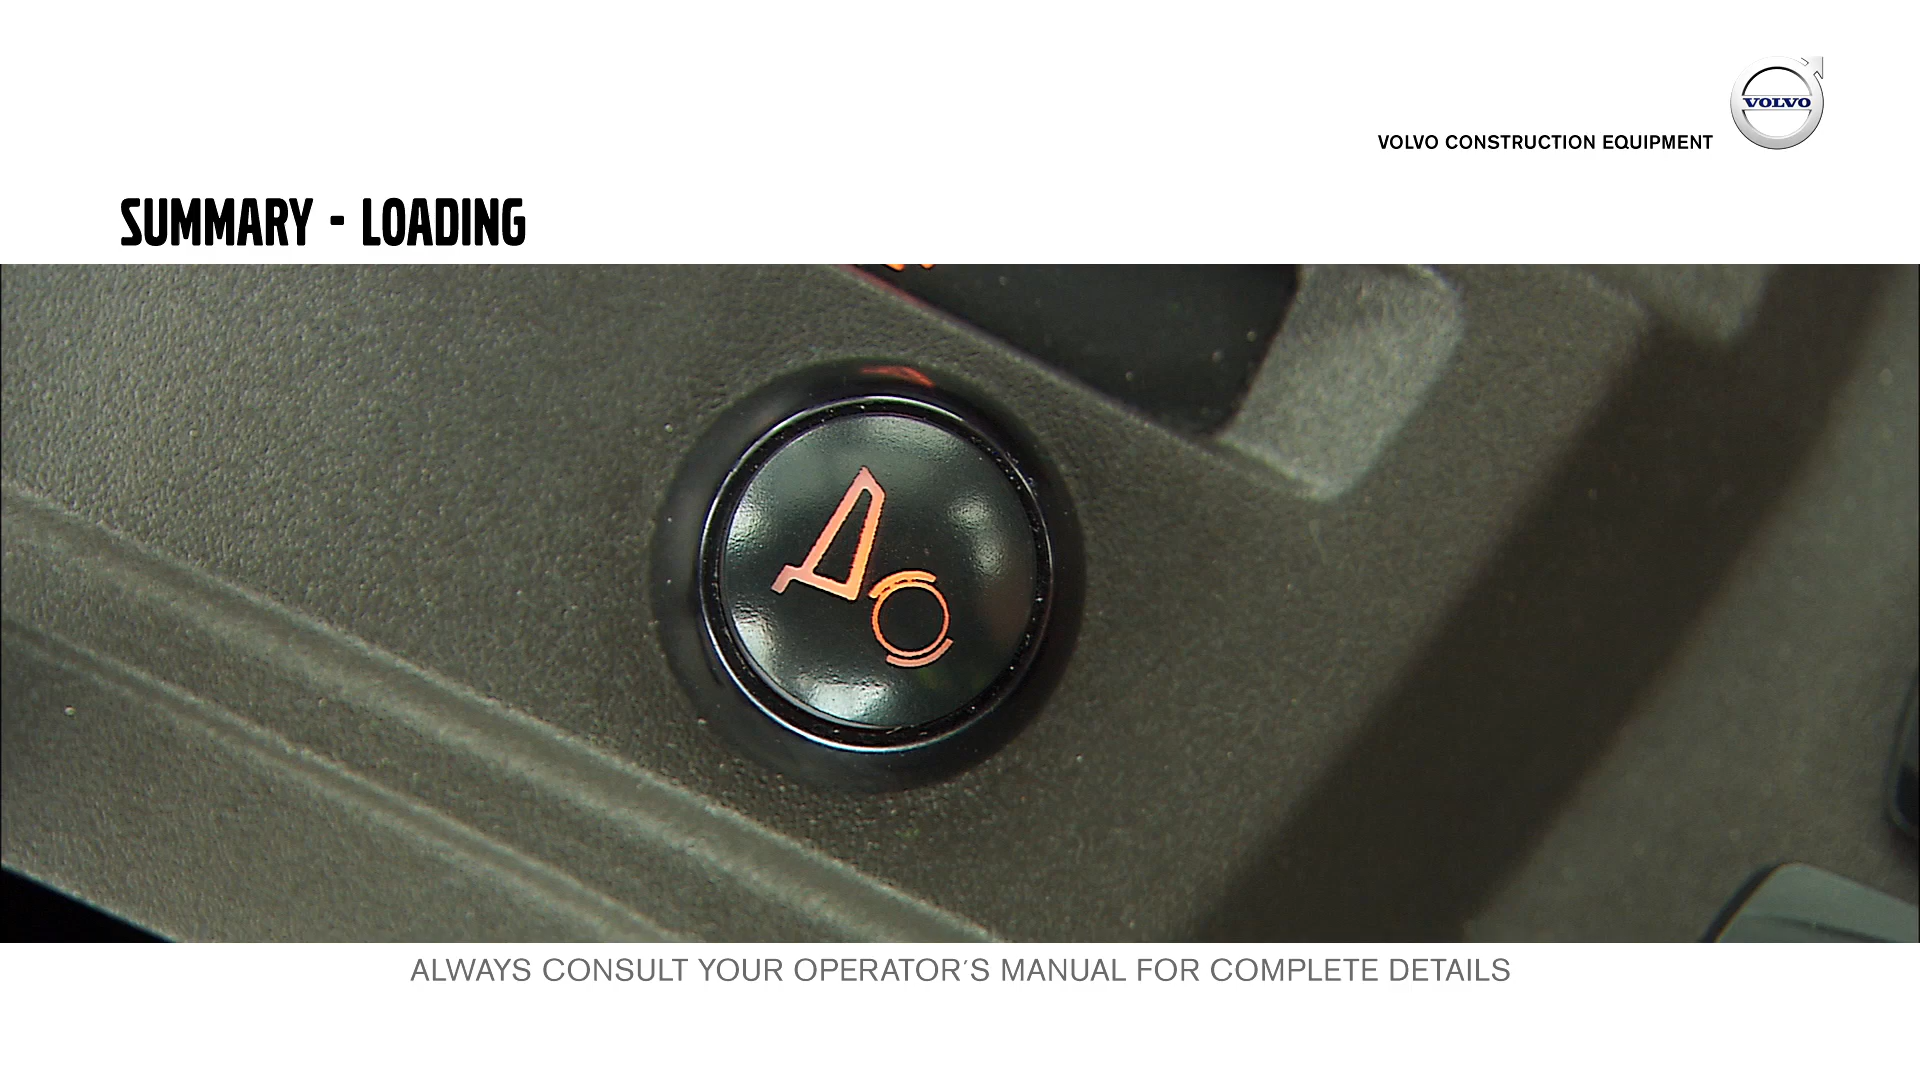 VOLVO
VOLVO CONSTRUCTION EQUIPMENT
SUMMARY - LOADING
ALWAYS CONSULT YOUR OPERATOR´S MANUAL FOR COMPLETE DETAILS